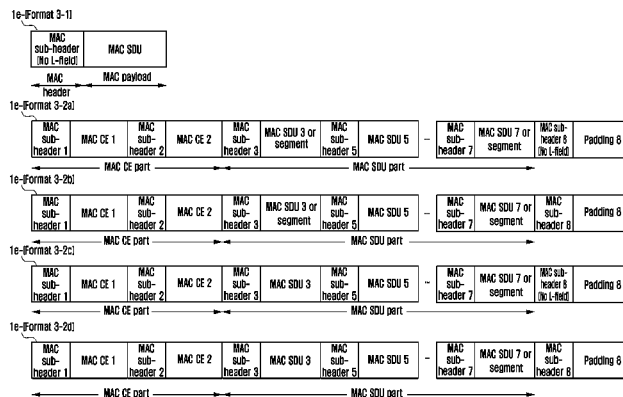 1e-[Format 3-1]
MAC
sub-header
[No L-field]
MAC SDU
MAC
header
MAC payload
1e-[Format 3-2a]
MAC
sub-
header 1
MAC CE 1
MAC
sub-
header 2
MAC CE 2
MAC
sub-
header 3
MAC SDU 3 or
segment
MAC
sub-
header 5
MAC SDU 5
...
MAC
sub-
header 7
MAC SDU 7 or
segment
MAC sub-
header 8
[No L-field]
Padding 8
MAC CE part
MAC SDU part
1e-[Format 3-2b]
MAC
sub-
header 1
MAC CE 1
MAC
sub-
header 2
MAC CE 2
MAC
sub-
header 3
MAC SDU 3 or
segment
MAC
sub-
header 5
MAC SDU 5
~
MAC
sub-
header 7
MAC SDU 7 or
segment
MAC
sub-
header 8
Padding 8
MAC CE part
MAC SDU part
1e-[Format 3-2c]
MAC
sub-
header 1
MAC CE 1
MAC
sub-
header 2
MAC CE 2
MAC
sub-
header 3
MAC SDU 3
MAC
sub-
header 5
MAC SDU 5
~
MAC
sub-
header 7
MAC SDU 7 or
segment
MAC sub-
header 8
[No L-field]
Padding 8
MAC CE part
MAC SDU part
1e-[Format 3-2d]
MAC
sub-
header 1
MAC CE 1
MAC
sub-
header 2
MAC CE 2
MAC
sub-
header 3
MAC SDU 3
MAC
sub-
header 5
MAC SDU 5
~
MAC
sub-
header 7
MAC SDU 7 or
segment
MAC
sub-
header 8
Padding 8
MAC CE part
MAC SDU part